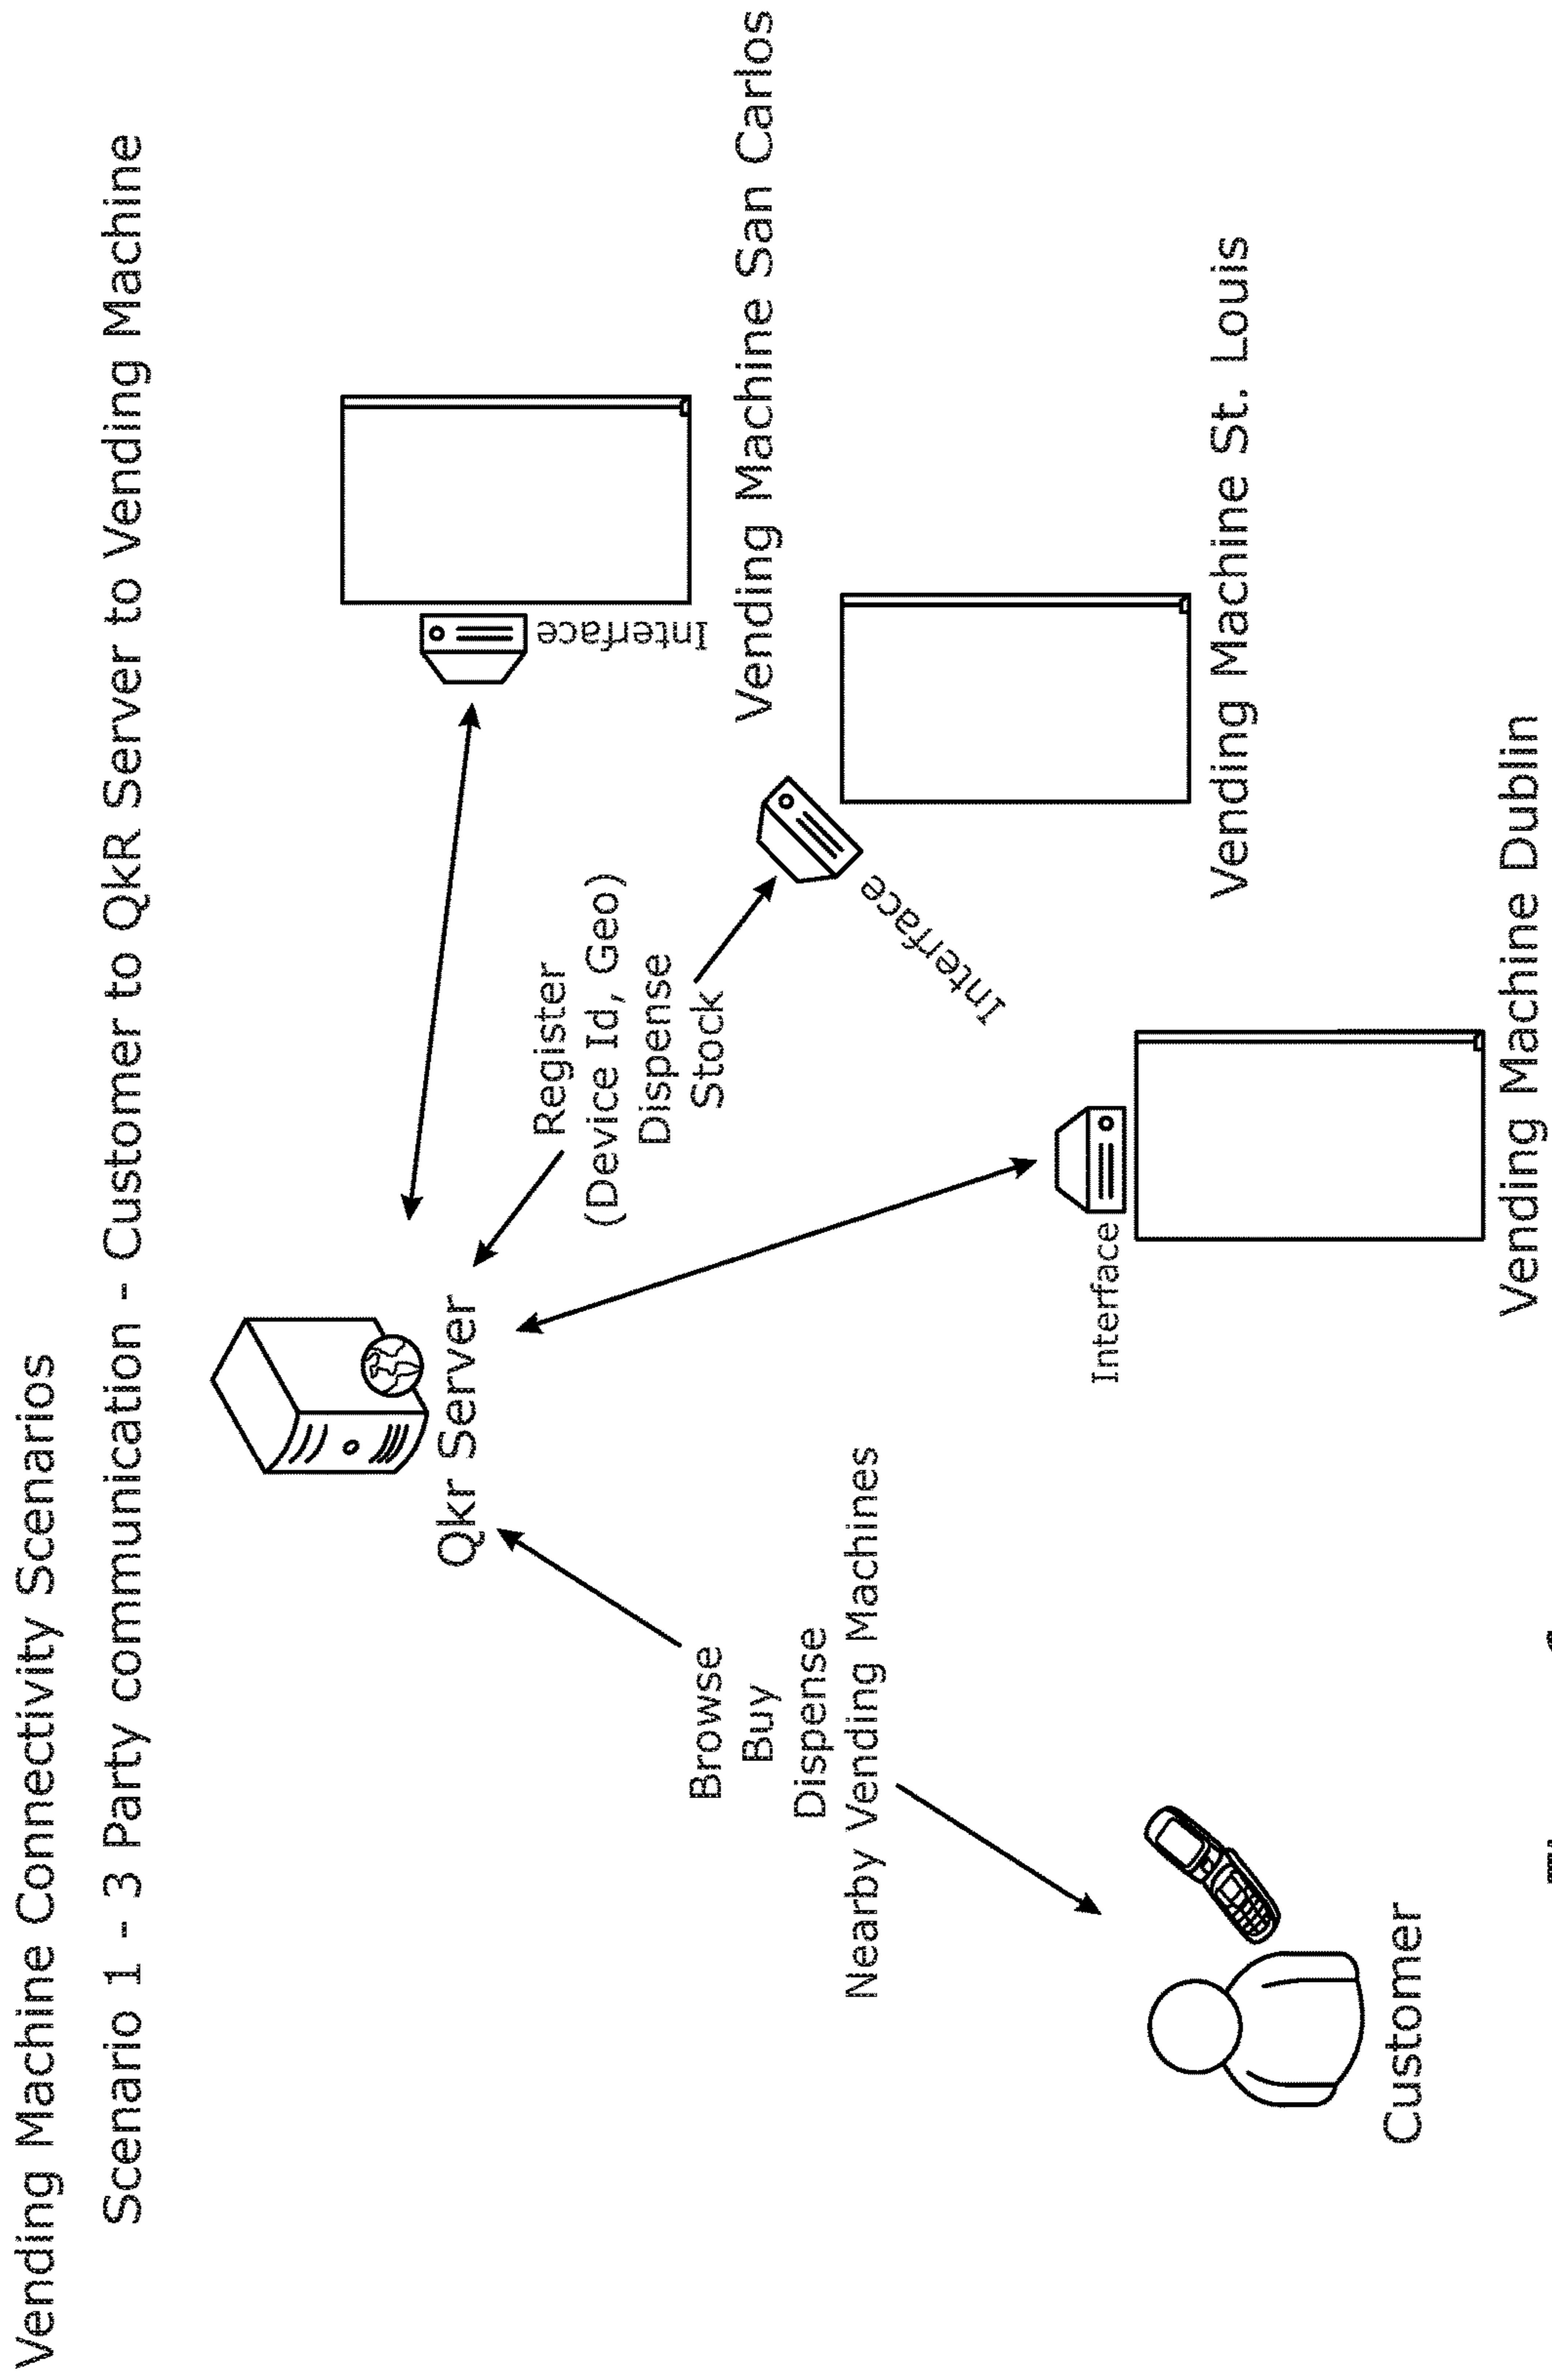 Vending Machine Connectivity Scenarios
Scenario 1 - 3 Party communication - Customer to QkR Server to Vending Machine
Qkr Server
Browse
Buy
Dispense
Nearby Vending Machines
Customer
Register
(Device Id, Geo)
Dispense
Stock
Interface
Vending Machine San Carlos
Interface
Vending Machine St. Louis
Interface
Vending Machine Dublin